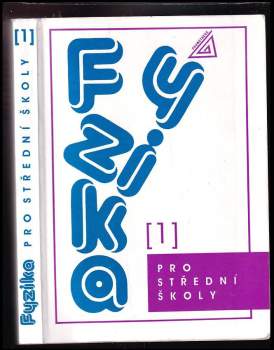 [1]
Fyzika PRO STŘEDNÍ ŠKOLY
Fyzika
[1]
PRO
STŘEDNÍ
ŠKOLY